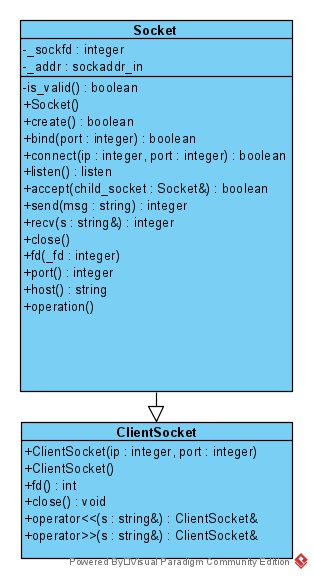 Socket
-_sockfd : integer
-_addr : sockaddr_in
-is_valid() : boolean
+Socket()
+create() : boolean
+bind(port : integer) : boolean
+connect(ip : integer, port : integer) : boolean
+listen() : listen
+accept(child_socket : Socket&) : boolean
+send(msg : string) : integer
+recv(s : string&) : integer
+close()
+fd(_fd : integer)
+port() : integer
+host() : string
+operation()
ClientSocket
+ClientSocket(ip : integer, port : integer)
+ClientSocket()
+fd() : int
+close() : void
+operator<<(s : string&) : ClientSocket&
+operator>>(s : string&) : ClientSocket&
Powered By Visual Paradigm Community Edition